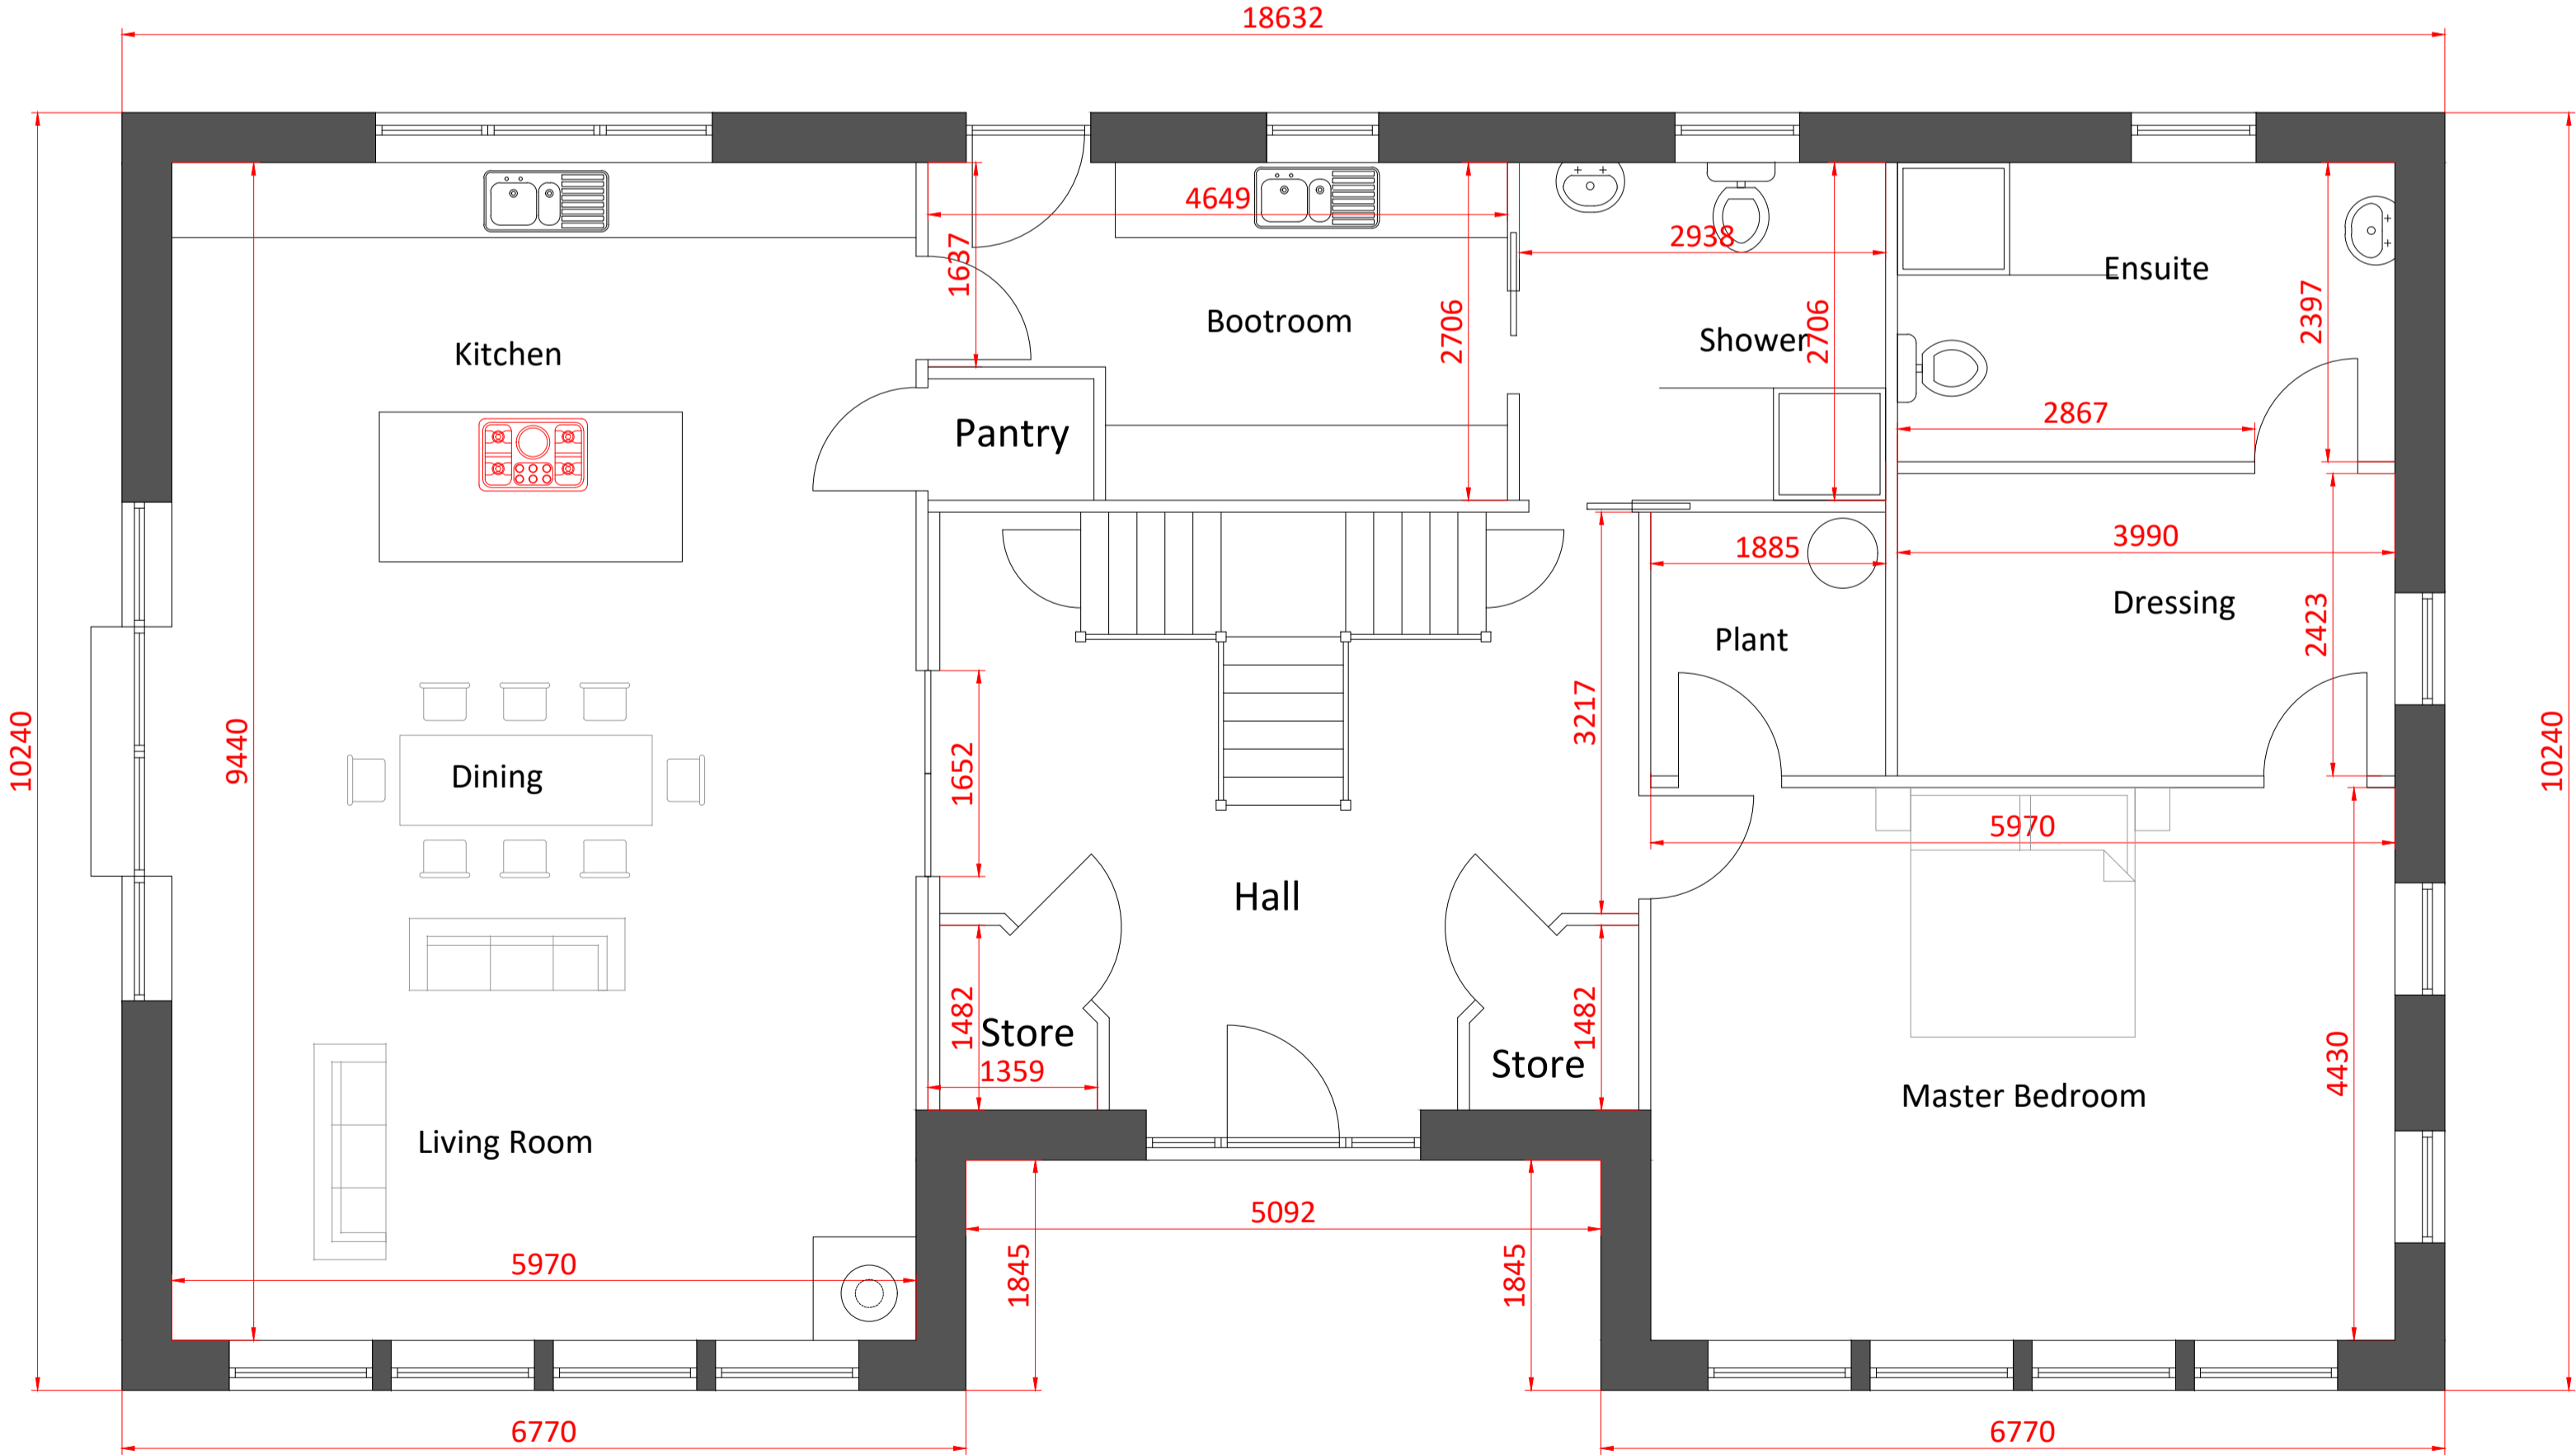 18632
4649
1637
2938
2706
2706
2397
Ensuite
Bootroom
Shower
Kitchen
2867
Pantry
1885
3990
Dressing
2423
Plant
3217
10240
9440
1652
Dining
10240
5970
Hall
1482
Store
1359
1482
Store
4430
Master Bedroom
Living Room
5092
5970
1845
1845
6770
6770